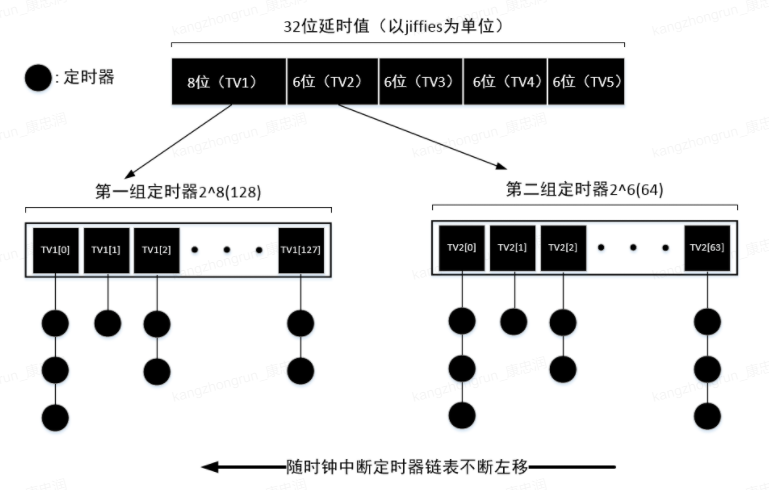 32位延时值（以jiffies为单位）
: 定时器
8位（TV1） 6位（TV2） 6位（TV3） 6位（TV4） 6位（TV5）
第一组定时器2^8(128)
第二组定时器2^6(64)
TV1[0] TV1[1] TV1[2] TV1[127]
TV2[0] TV2[1] TV2[2] TV2[63]
随时钟中断定时器链表不断左移